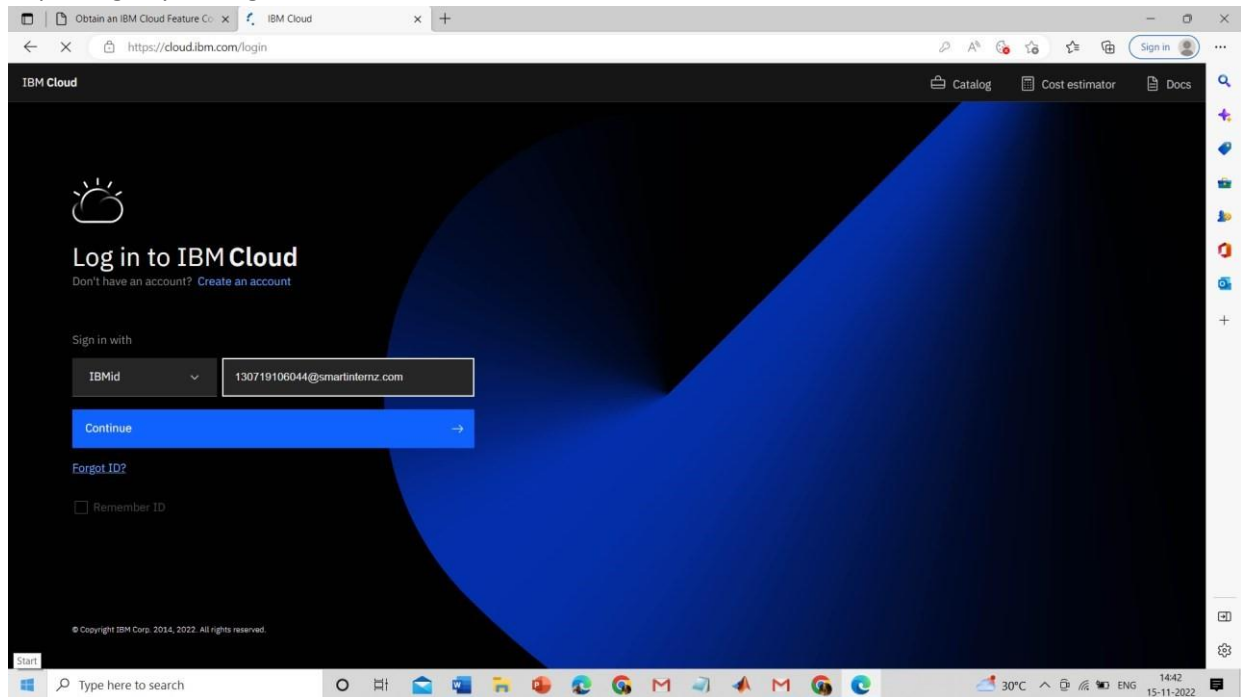 Obtain an IBM Cloud Feature Co
IBM Cloud
https://cloud.ibm.com/login
Sign in
IBM Cloud
Catalog
Cost estimator
Docs
Log in to IBM Cloud
Don't have an account? Create an account
Sign in with
IBMid
130719106044@smartinternz.com
Continue
Forgot ID?
Remember ID
© Copyright IBM Corp. 2014, 2022. All rights reserved.
Start
Type here to search
30°C
ENG
14:42
15-11-2022